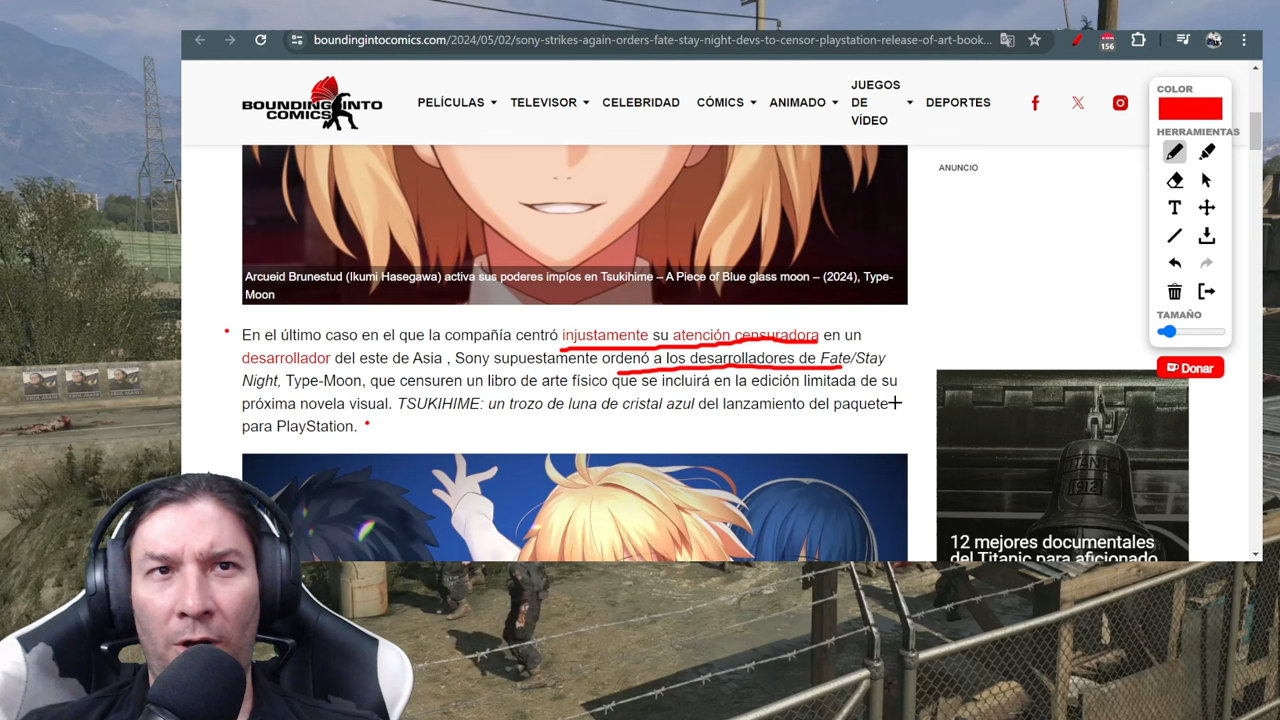 boundingintocomics.com/2024/05/02/sony-strikes-again-orders-fate-stay-night-devs-to-censor-playstation-release-of-art-book...
156
BOUNDING INTO
COMICS
PELÍCULAS
TELEVISOR
CELEBRIDAD
CÓMICS
ANIMADO
JUEGOS
DE
VÍDEO
DEPORTES
COLOR
HERRAMIENTAS
T
TAMAÑO
Donar
ANUNCIO
Arcueid Brunestud (Ikumi Hasegawa) activa sus poderes impíos en Tsukihime – A Piece of Blue glass moon – (2024), Type-
Moon
En el último caso en el que la compañía centró injustamente su atención censuradora en un
desarrollador del este de Asia , Sony supuestamente ordenó a los desarrolladores de Fate/Stay
Night, Type-Moon, que censuren un libro de arte físico que se incluirá en la edición limitada de su
próxima novela visual. TSUKIHIME: un trozo de luna de cristal azul del lanzamiento del paquete
para PlayStation.
TITANIC
1912
12 mejores documentales
del Titanic para aficionado